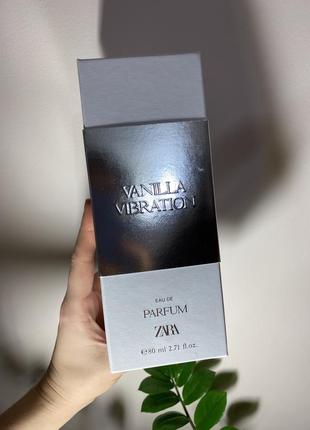 VANILLA
VIBRATION
EAU DE
PARFUM
ZARA
℮80 ml 2.71 fl.oz.